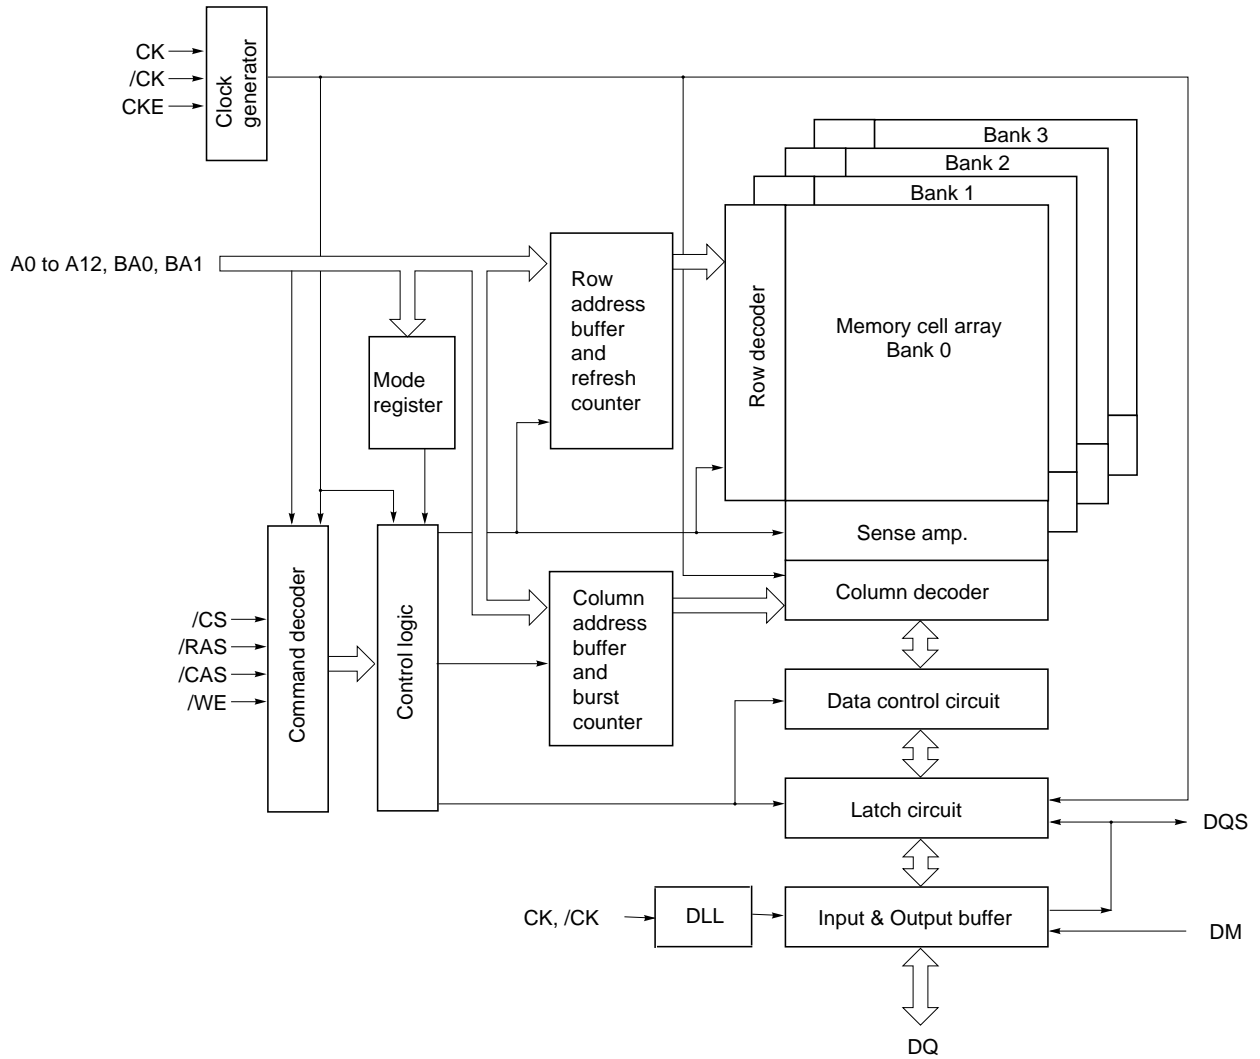 CK
/CK
CKE
Clock
generator
Bank 3
Bank 2
Bank 1
A0 to A12, BA0, BA1
Row
address
buffer
and
refresh
counter
Row decoder
Memory cell array
Bank 0
Mode
register
Sense amp.
Column decoder
Command decoder
Control logic
Column
address
buffer
and
burst
counter
/CS
/RAS
/CAS
/WE
Data control circuit
Latch circuit
DQS
CK, /CK
DLL
Input & Output buffer
DM
DQ